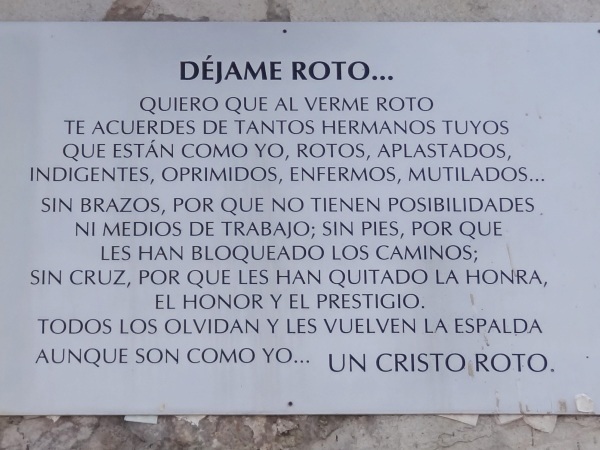 DÉJAME ROTO...
QUIERO QUE AL VERME ROTO
TE ACUERDES DE TANTOS HERMANOS TUYOS
QUE ESTÁN COMO YO, ROTOS, APLASTADOS,
INDIGENTES, OPRIMIDOS, ENFERMOS, MUTILADOS...
SIN BRAZOS, POR QUE NO TIENEN POSIBILIDADES
NI MEDIOS DE TRABAJO; SIN PIES, POR QUE
LES HAN BLOQUEADO LOS CAMINOS;
SIN CRUZ, POR QUE LES HAN QUITADO LA HONRA,
EL HONOR Y EL PRESTIGIO.
TODOS LOS OLVIDAN Y LES VUELVEN LA ESPALDA
AUNQUE SON COMO YO... UN CRISTO ROTO.